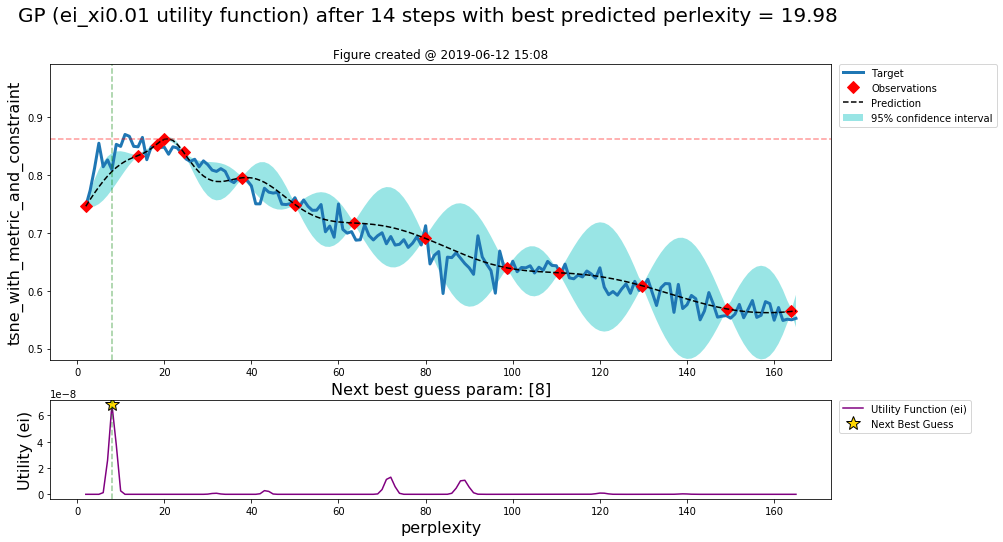 GP (ei_xi0.01 utility function) after 14 steps with best predicted perlexity = 19.98
Figure created @ 2019-06-12 15:08
tsne_with_metric_and_constraint
0.9
0.8
0.7
0.6
0.5
0 20 40 60 80 100 120 140 160
Target
Observations
Prediction
95% confidence interval
Next best guess param: [8]
1e−8
Utility (ei)
6
4
2
0
0 20 40 60 80 100 120 140 160
perplexity
Utility Function (ei)
Next Best Guess